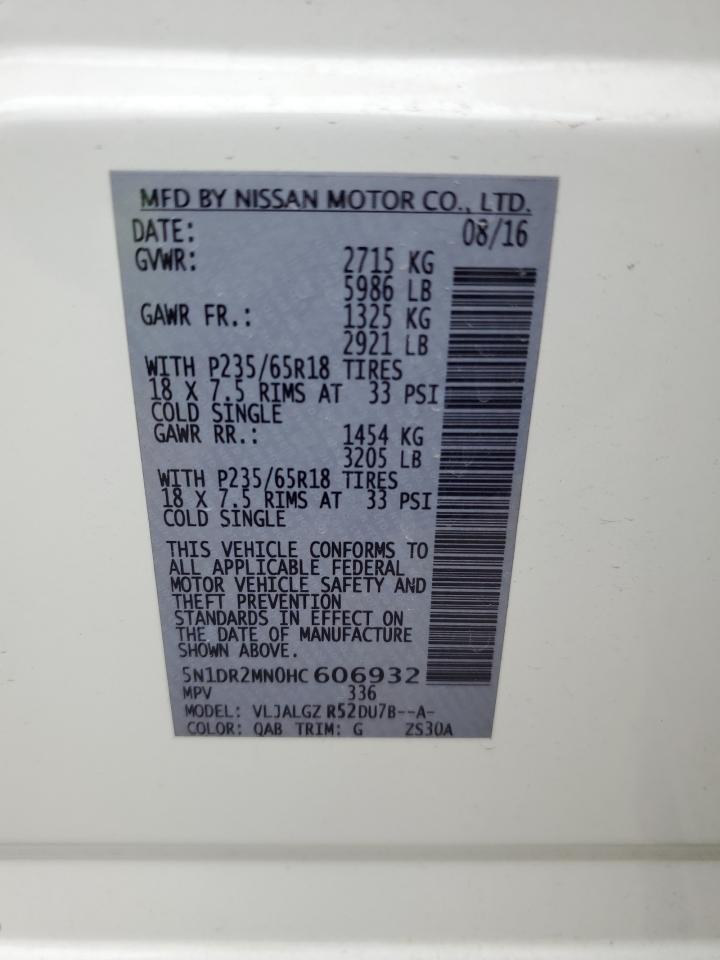 MFD BY NISSAN MOTOR CO., LTD.
DATE: 08/16
GVWR: 2715 KG
5986 LB
GAWR FR.: 1325 KG
2921 LB
WITH P235/65R18 TIRES
18 X 7.5 RIMS AT 33 PSI
COLD SINGLE
GAWR RR.: 1454 KG
3205 LB
WITH P235/65R18 TIRES
18 X 7.5 RIMS AT 33 PSI
COLD SINGLE
THIS VEHICLE CONFORMS TO
ALL APPLICABLE FEDERAL
MOTOR VEHICLE SAFETY AND
THEFT PREVENTION
STANDARDS IN EFFECT ON
THE DATE OF MANUFACTURE
SHOWN ABOVE.
5N1DR2MN0HC606932
MPV 336
MODEL: VLJALGZ R52DU7B--A-
COLOR: QAB TRIM: G ZS30A